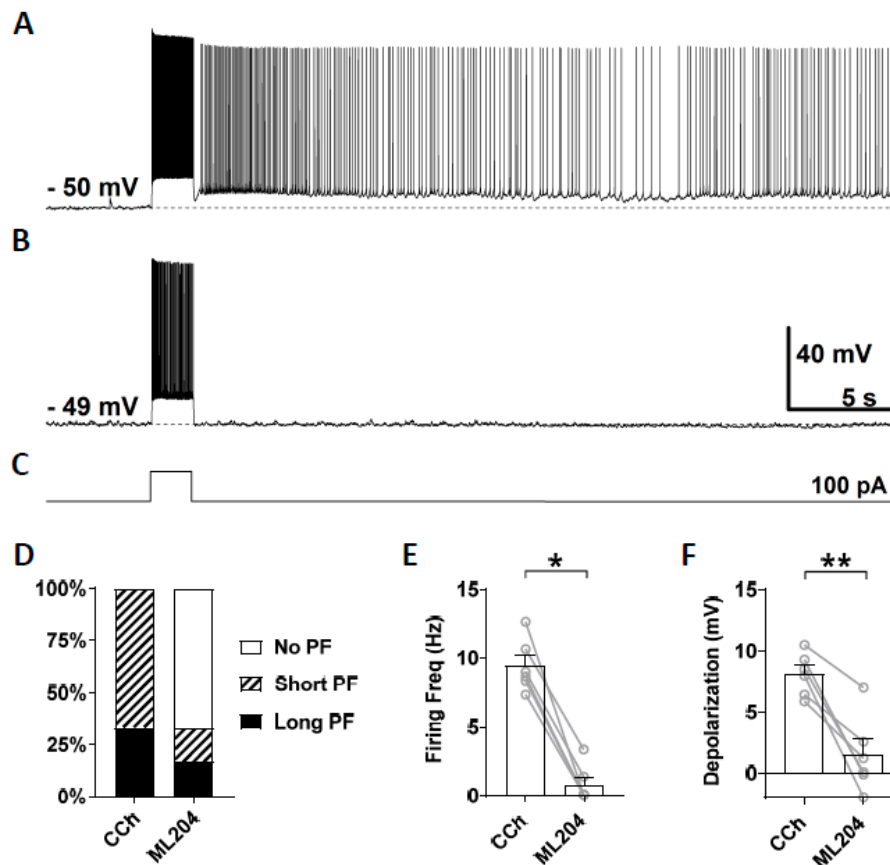 A
- 50 mV
B
- 49 mV
40 mV
5 s
C
100 pA
D
100%
75%
50%
25%
0%
CCh
ML204
No PF
Short PF
Long PF
E
*
Firing Freq (Hz)
15
10
5
0
CCh
ML204
F
**
Depolarization (mV)
15
10
5
0
CCh
ML204